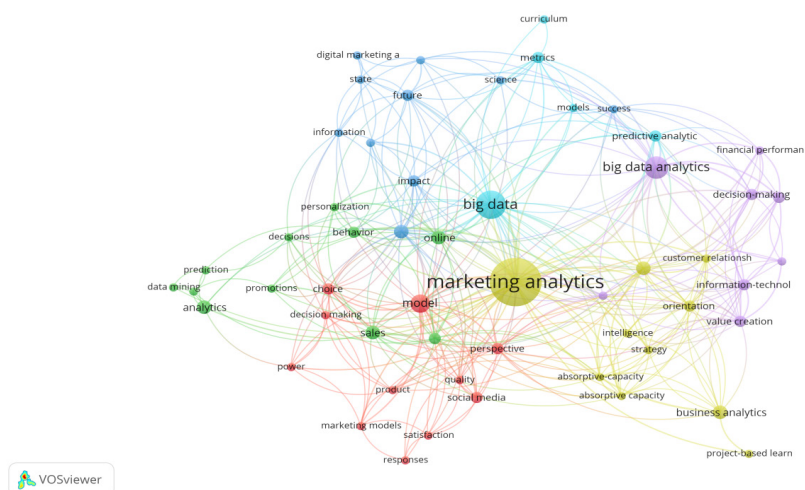 curriculum
digital marketing a
metrics
state
science
future
models
success
information
predictive analytic
financial performan
big data analytics
impact
decision-making
personalization
big data
behavior
online
decisions
customer relationsh
prediction
marketing analytics
data mining
promotions
choice
information-technol
analytics
model
orientation
decision making
value creation
sales
intelligence
perspective
strategy
power
quality
absorptive-capacity
product
social media
absorptive capacity
business analytics
marketing models
satisfaction
project-based learn
responses
VOSviewer